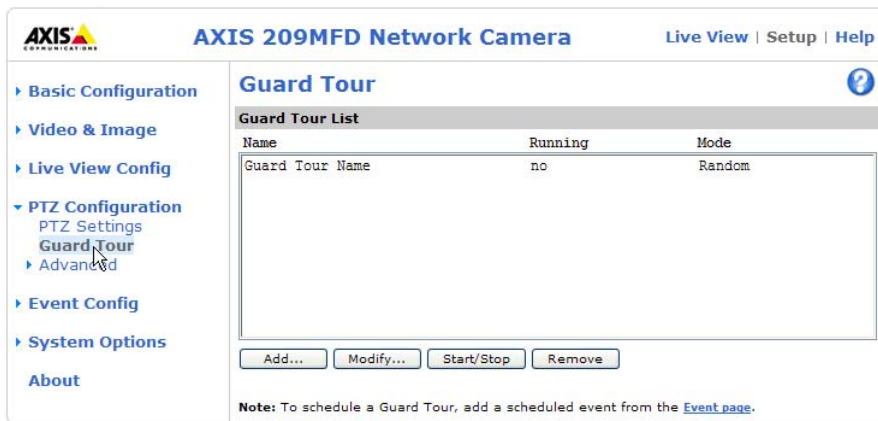 AXIS
COMMUNICATIONS
AXIS 209MFD Network Camera
Live View | Setup | Help
Basic Configuration
Video & Image
Live View Config
PTZ Configuration
PTZ Settings
Guard Tour
Advanced
Event Config
System Options
About
Guard Tour
?
Guard Tour List
Name Running Mode
Guard Tour Name no Random
Add... Modify... Start/Stop Remove
Note: To schedule a Guard Tour, add a scheduled event from the Event page.